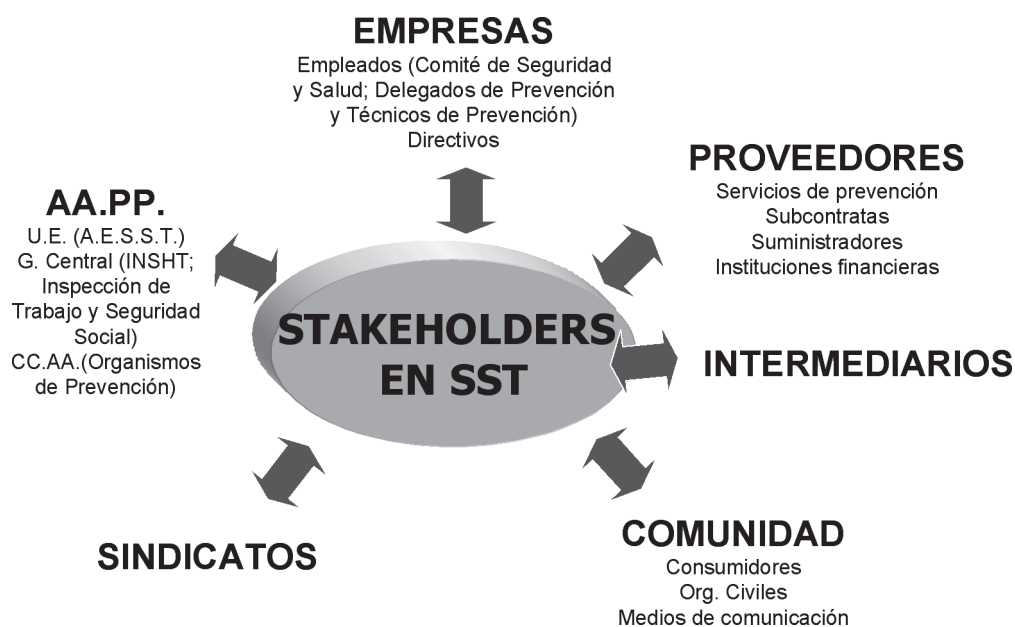 EMPRESAS
Empleados (Comité de Seguridad
y Salud; Delegados de Prevención
y Técnicos de Prevención)
Directivos
PROVEEDORES
Servicios de prevención
Subcontratas
Suministradores
Instituciones financieras
AA.PP.
U.E. (A.E.S.S.T.)
G. Central (INSHT;
Inspección de
Trabajo y Seguridad
Social)
CC.AA.(Organismos
de Prevención)
STAKEHOLDERS
EN SST
INTERMEDIARIOS
SINDICATOS
COMUNIDAD
Consumidores
Org. Civiles
Medios de comunicación